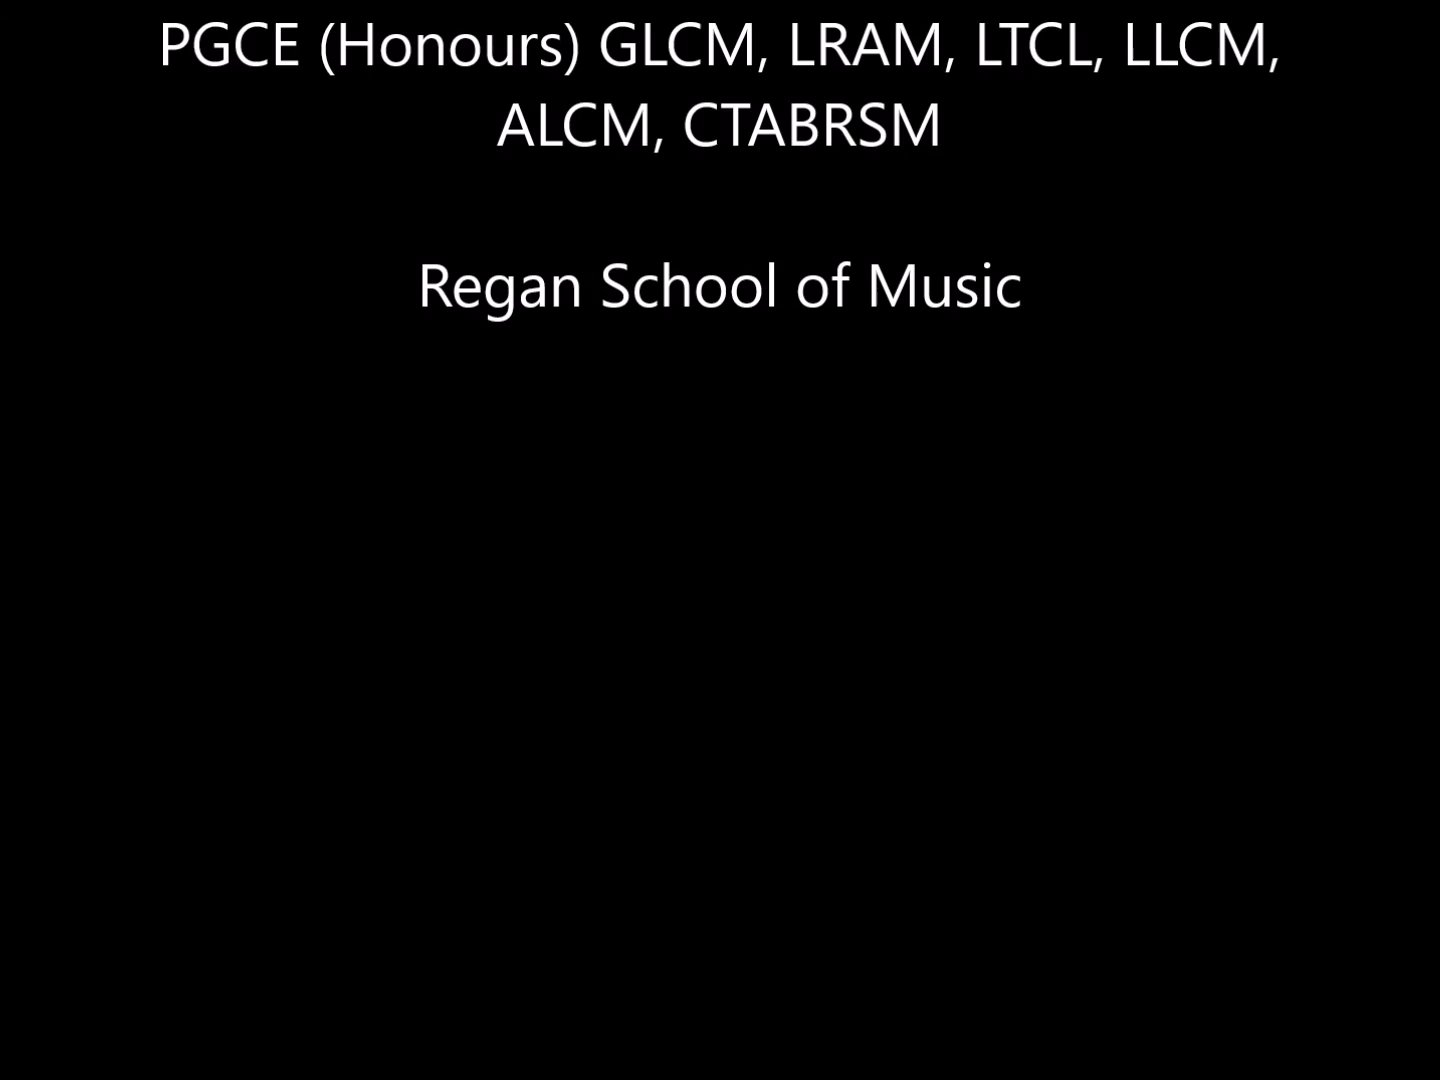 PGCE (Honours) GLCM, LRAM, LTCL, LLCM,
ALCM, CTABRSM
Regan School of Music